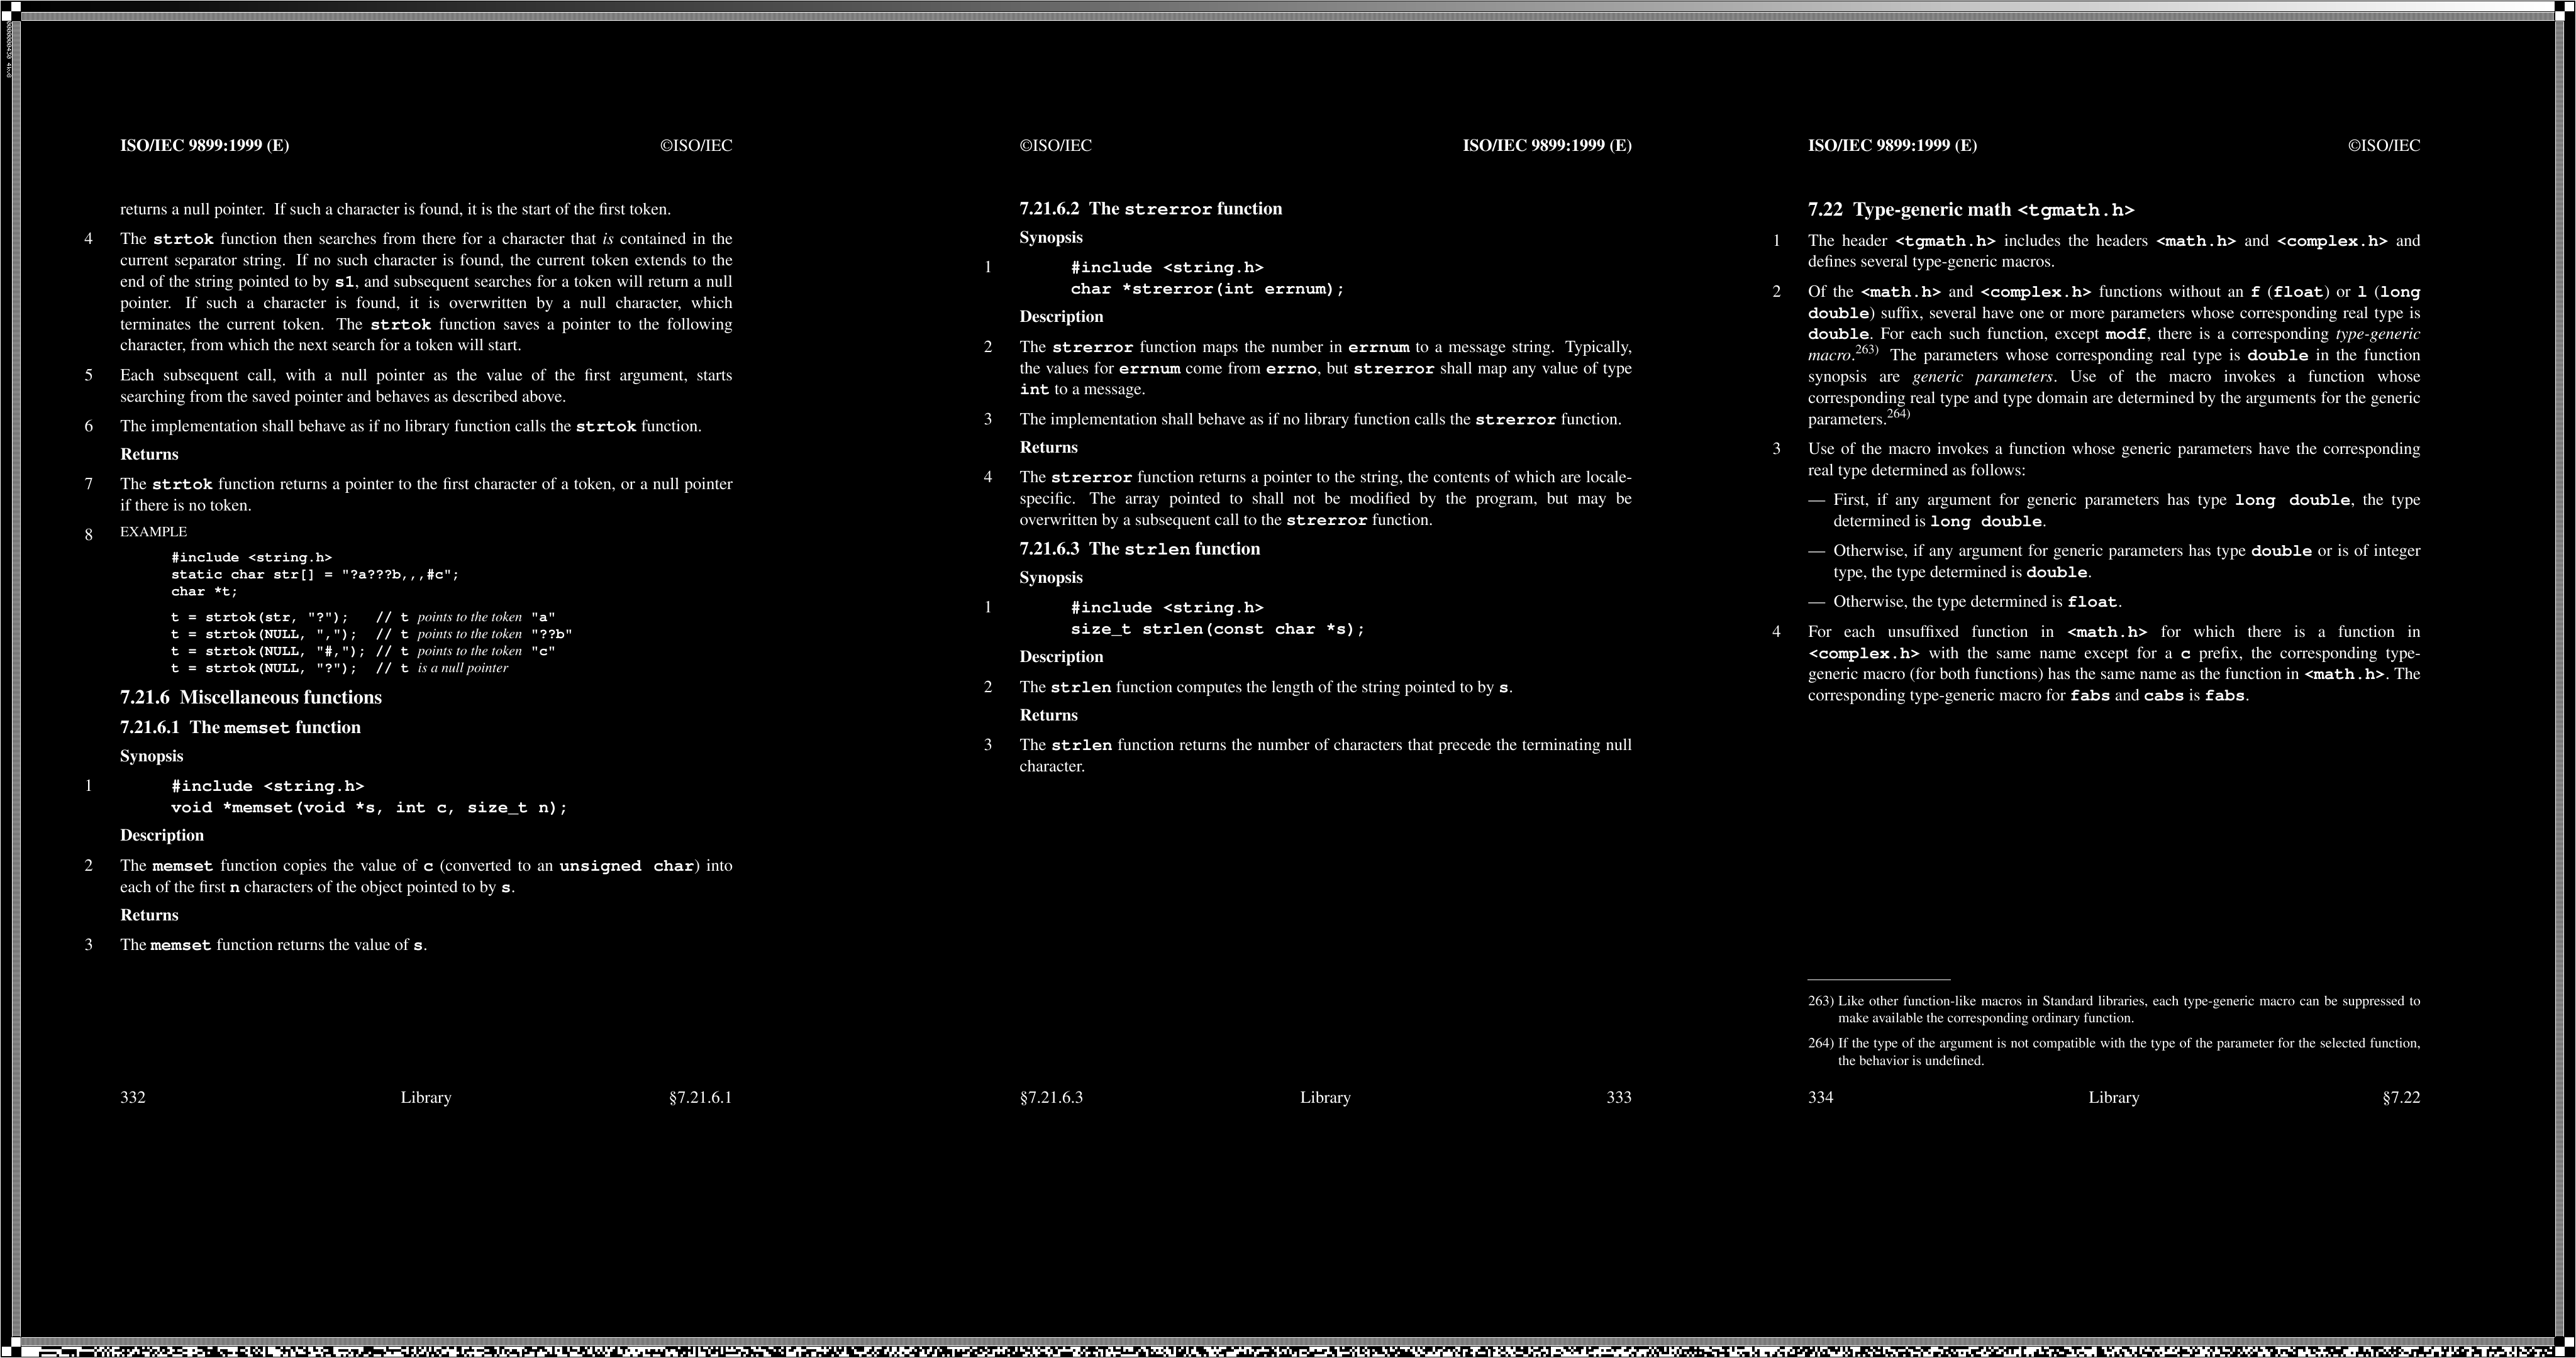 ISO/IEC 9899:1999 (E) ©ISO/IEC
returns a null pointer. If such a character is found, it is the start of the first token.
4 The strtok function then searches from there for a character that is contained in the
current separator string. If no such character is found, the current token extends to the
end of the string pointed to by s1, and subsequent searches for a token will return a null
pointer. If such a character is found, it is overwritten by a null character, which
terminates the current token. The strtok function saves a pointer to the following
character, from which the next search for a token will start.
5 Each subsequent call, with a null pointer as the value of the first argument, starts
searching from the saved pointer and behaves as described above.
6 The implementation shall behave as if no library function calls the strtok function.
Returns
7 The strtok function returns a pointer to the first character of a token, or a null pointer
if there is no token.
8 EXAMPLE
#include <string.h>
static char str[] = "?a???b,,,#c";
char *t;
t = strtok(str, "?"); // t points to the token "a"
t = strtok(NULL, ","); // t points to the token "??b"
t = strtok(NULL, "#,"); // t points to the token "c"
t = strtok(NULL, "?"); // t is a null pointer
7.21.6 Miscellaneous functions
7.21.6.1 The memset function
Synopsis
1 #include <string.h>
void *memset(void *s, int c, size_t n);
Description
2 The memset function copies the value of c (converted to an unsigned char) into
each of the first n characters of the object pointed to by s.
Returns
3 The memset function returns the value of s.
332 Library §7.21.6.1
©ISO/IEC ISO/IEC 9899:1999 (E)
7.21.6.2 The strerror function
Synopsis
1 #include <string.h>
char *strerror(int errnum);
Description
2 The strerror function maps the number in errnum to a message string. Typically,
the values for errnum come from errno, but strerror shall map any value of type
int to a message.
3 The implementation shall behave as if no library function calls the strerror function.
Returns
4 The strerror function returns a pointer to the string, the contents of which are locale-
specific. The array pointed to shall not be modified by the program, but may be
overwritten by a subsequent call to the strerror function.
7.21.6.3 The strlen function
Synopsis
1 #include <string.h>
size_t strlen(const char *s);
Description
2 The strlen function computes the length of the string pointed to by s.
Returns
3 The strlen function returns the number of characters that precede the terminating null
character.
§7.21.6.3 Library 333
ISO/IEC 9899:1999 (E) ©ISO/IEC
7.22 Type-generic math <tgmath.h>
1 The header <tgmath.h> includes the headers <math.h> and <complex.h> and
defines several type-generic macros.
2 Of the <math.h> and <complex.h> functions without an f (float) or l (long
double) suffix, several have one or more parameters whose corresponding real type is
double. For each such function, except modf, there is a corresponding type-generic
macro.263) The parameters whose corresponding real type is double in the function
synopsis are generic parameters. Use of the macro invokes a function whose
corresponding real type and type domain are determined by the arguments for the generic
parameters.264)
3 Use of the macro invokes a function whose generic parameters have the corresponding
real type determined as follows:
— First, if any argument for generic parameters has type long double, the type
determined is long double.
— Otherwise, if any argument for generic parameters has type double or is of integer
type, the type determined is double.
— Otherwise, the type determined is float.
4 For each unsuffixed function in <math.h> for which there is a function in
<complex.h> with the same name except for a c prefix, the corresponding type-
generic macro (for both functions) has the same name as the function in <math.h>. The
corresponding type-generic macro for fabs and cabs is fabs.
263) Like other function-like macros in Standard libraries, each type-generic macro can be suppressed to
make available the corresponding ordinary function.
264) If the type of the argument is not compatible with the type of the parameter for the selected function,
the behavior is undefined.
334 Library §7.22